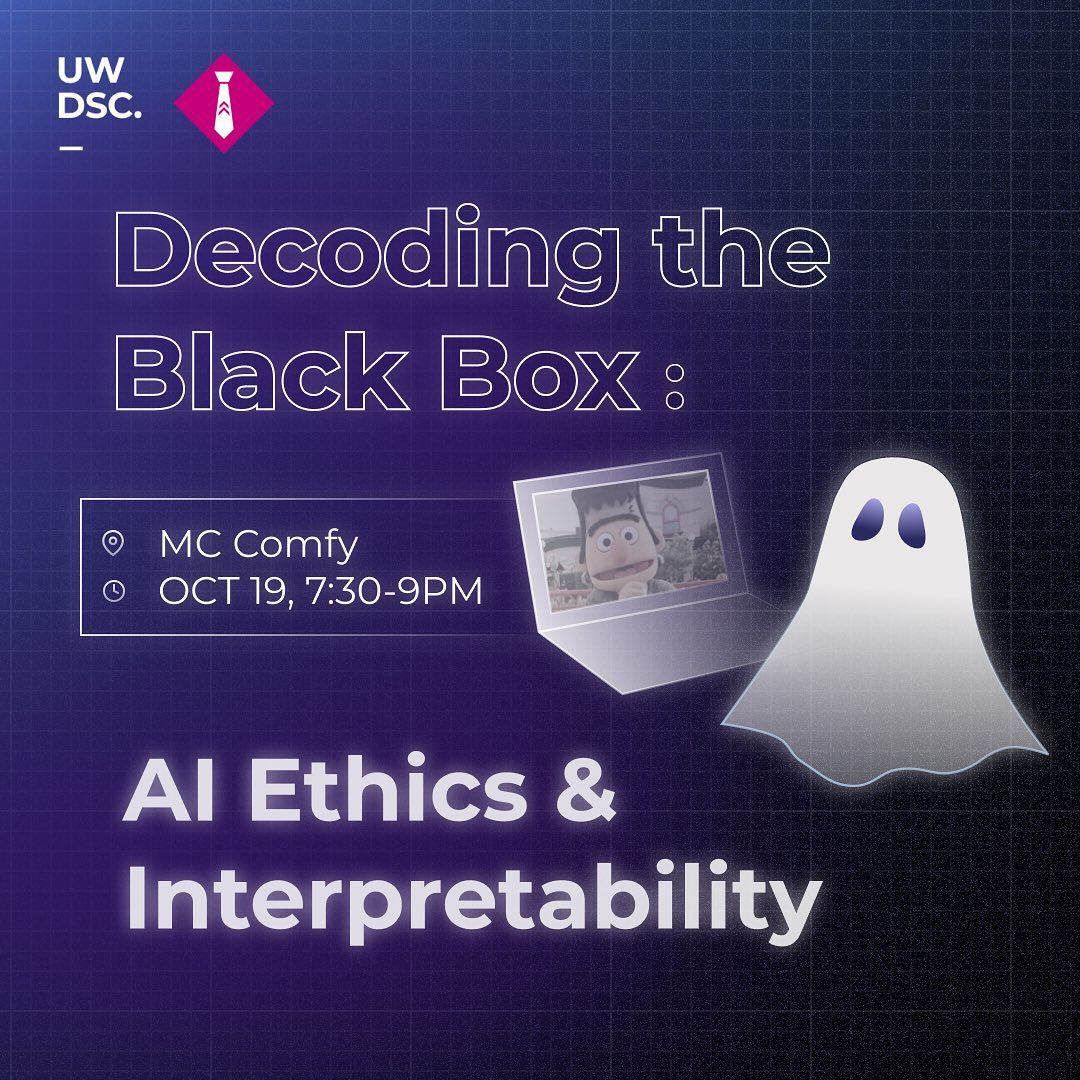 UW
DSC.
Decoding the
Black Box :
MC Comfy
OCT 19, 7:30-9PM
AI Ethics &
Interpretability